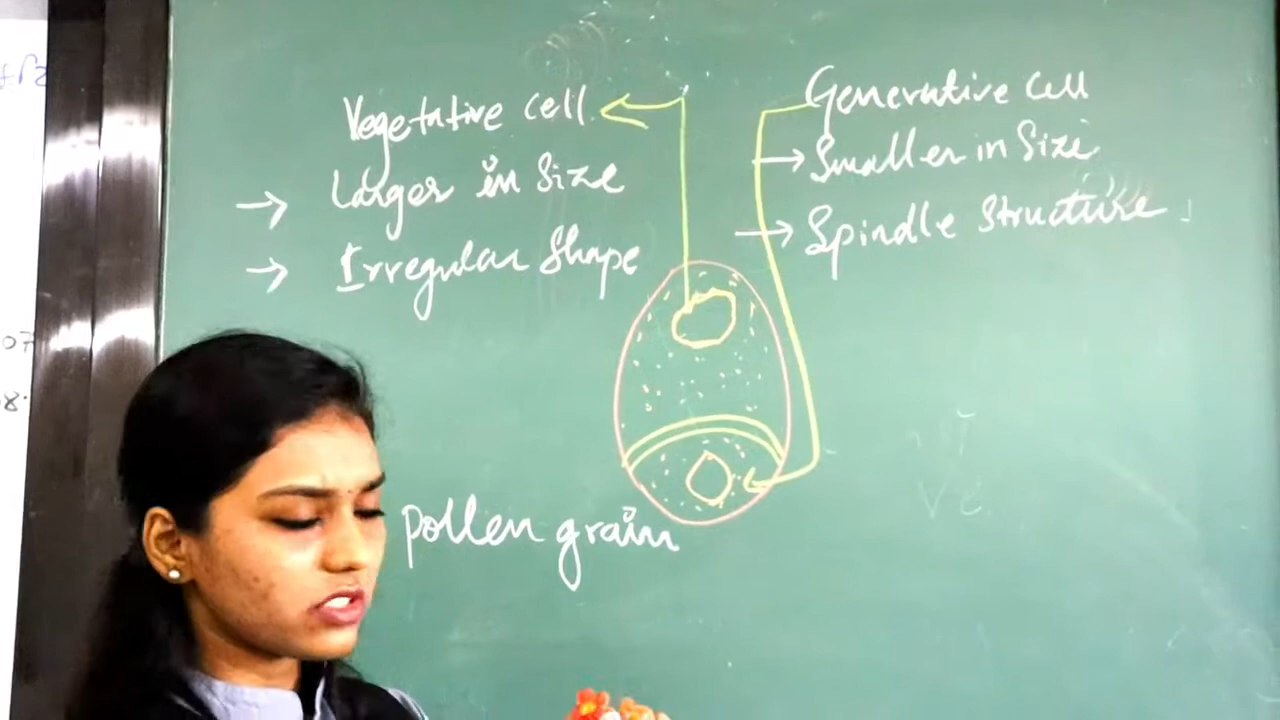 Vegetative cell
→ Larger in Size
→ Irregular Shape
Generative Cell
→ Smaller in Size
→ Spindle Structure
pollen grain